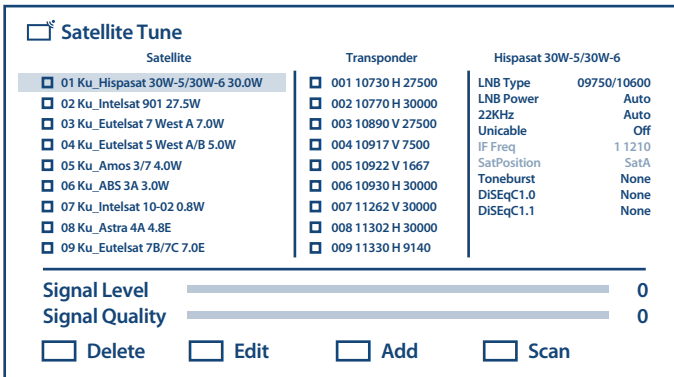 Satellite Tune
Satellite
01 Ku_Hispasat 30W-5/30W-6 30.0W
02 Ku_Intelsat 901 27.5W
03 Ku_Eutelsat 7 West A 7.0W
04 Ku_Eutelsat 5 West A/B 5.0W
05 Ku_Amos 3/7 4.0W
06 Ku_ABS 3A 3.0W
07 Ku_Intelsat 10-02 0.8W
08 Ku_Astra 4A 4.8E
09 Ku_Eutelsat 7B/7C 7.0E
Transponder
001 10730 H 27500
002 10770 H 30000
003 10890 V 27500
004 10917 V 7500
005 10922 V 1667
006 10930 H 30000
007 11262 V 30000
008 11302 H 30000
009 11330 H 9140
Hispasat 30W-5/30W-6
LNB Type 09750/10600
LNB Power Auto
22KHz Auto
Unicable Off
IF Freq 1 1210
SatPosition SatA
Toneburst None
DiSEqC1.0 None
DiSEqC1.1 None
Signal Level 0
Signal Quality 0
Delete Edit Add Scan